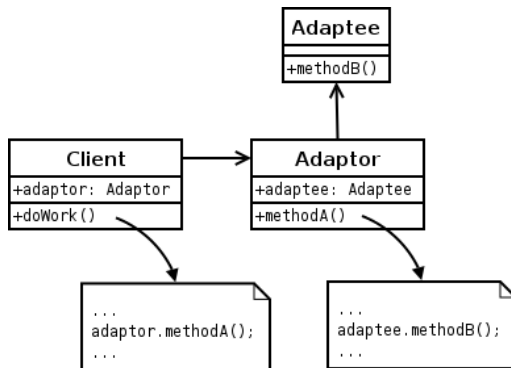 Adaptee
+methodB()
Client
+adaptor: Adaptor
+doWork()
Adaptor
+adaptee: Adaptee
+methodA()
...
adaptor.methodA();
...
...
adaptee.methodB();
...